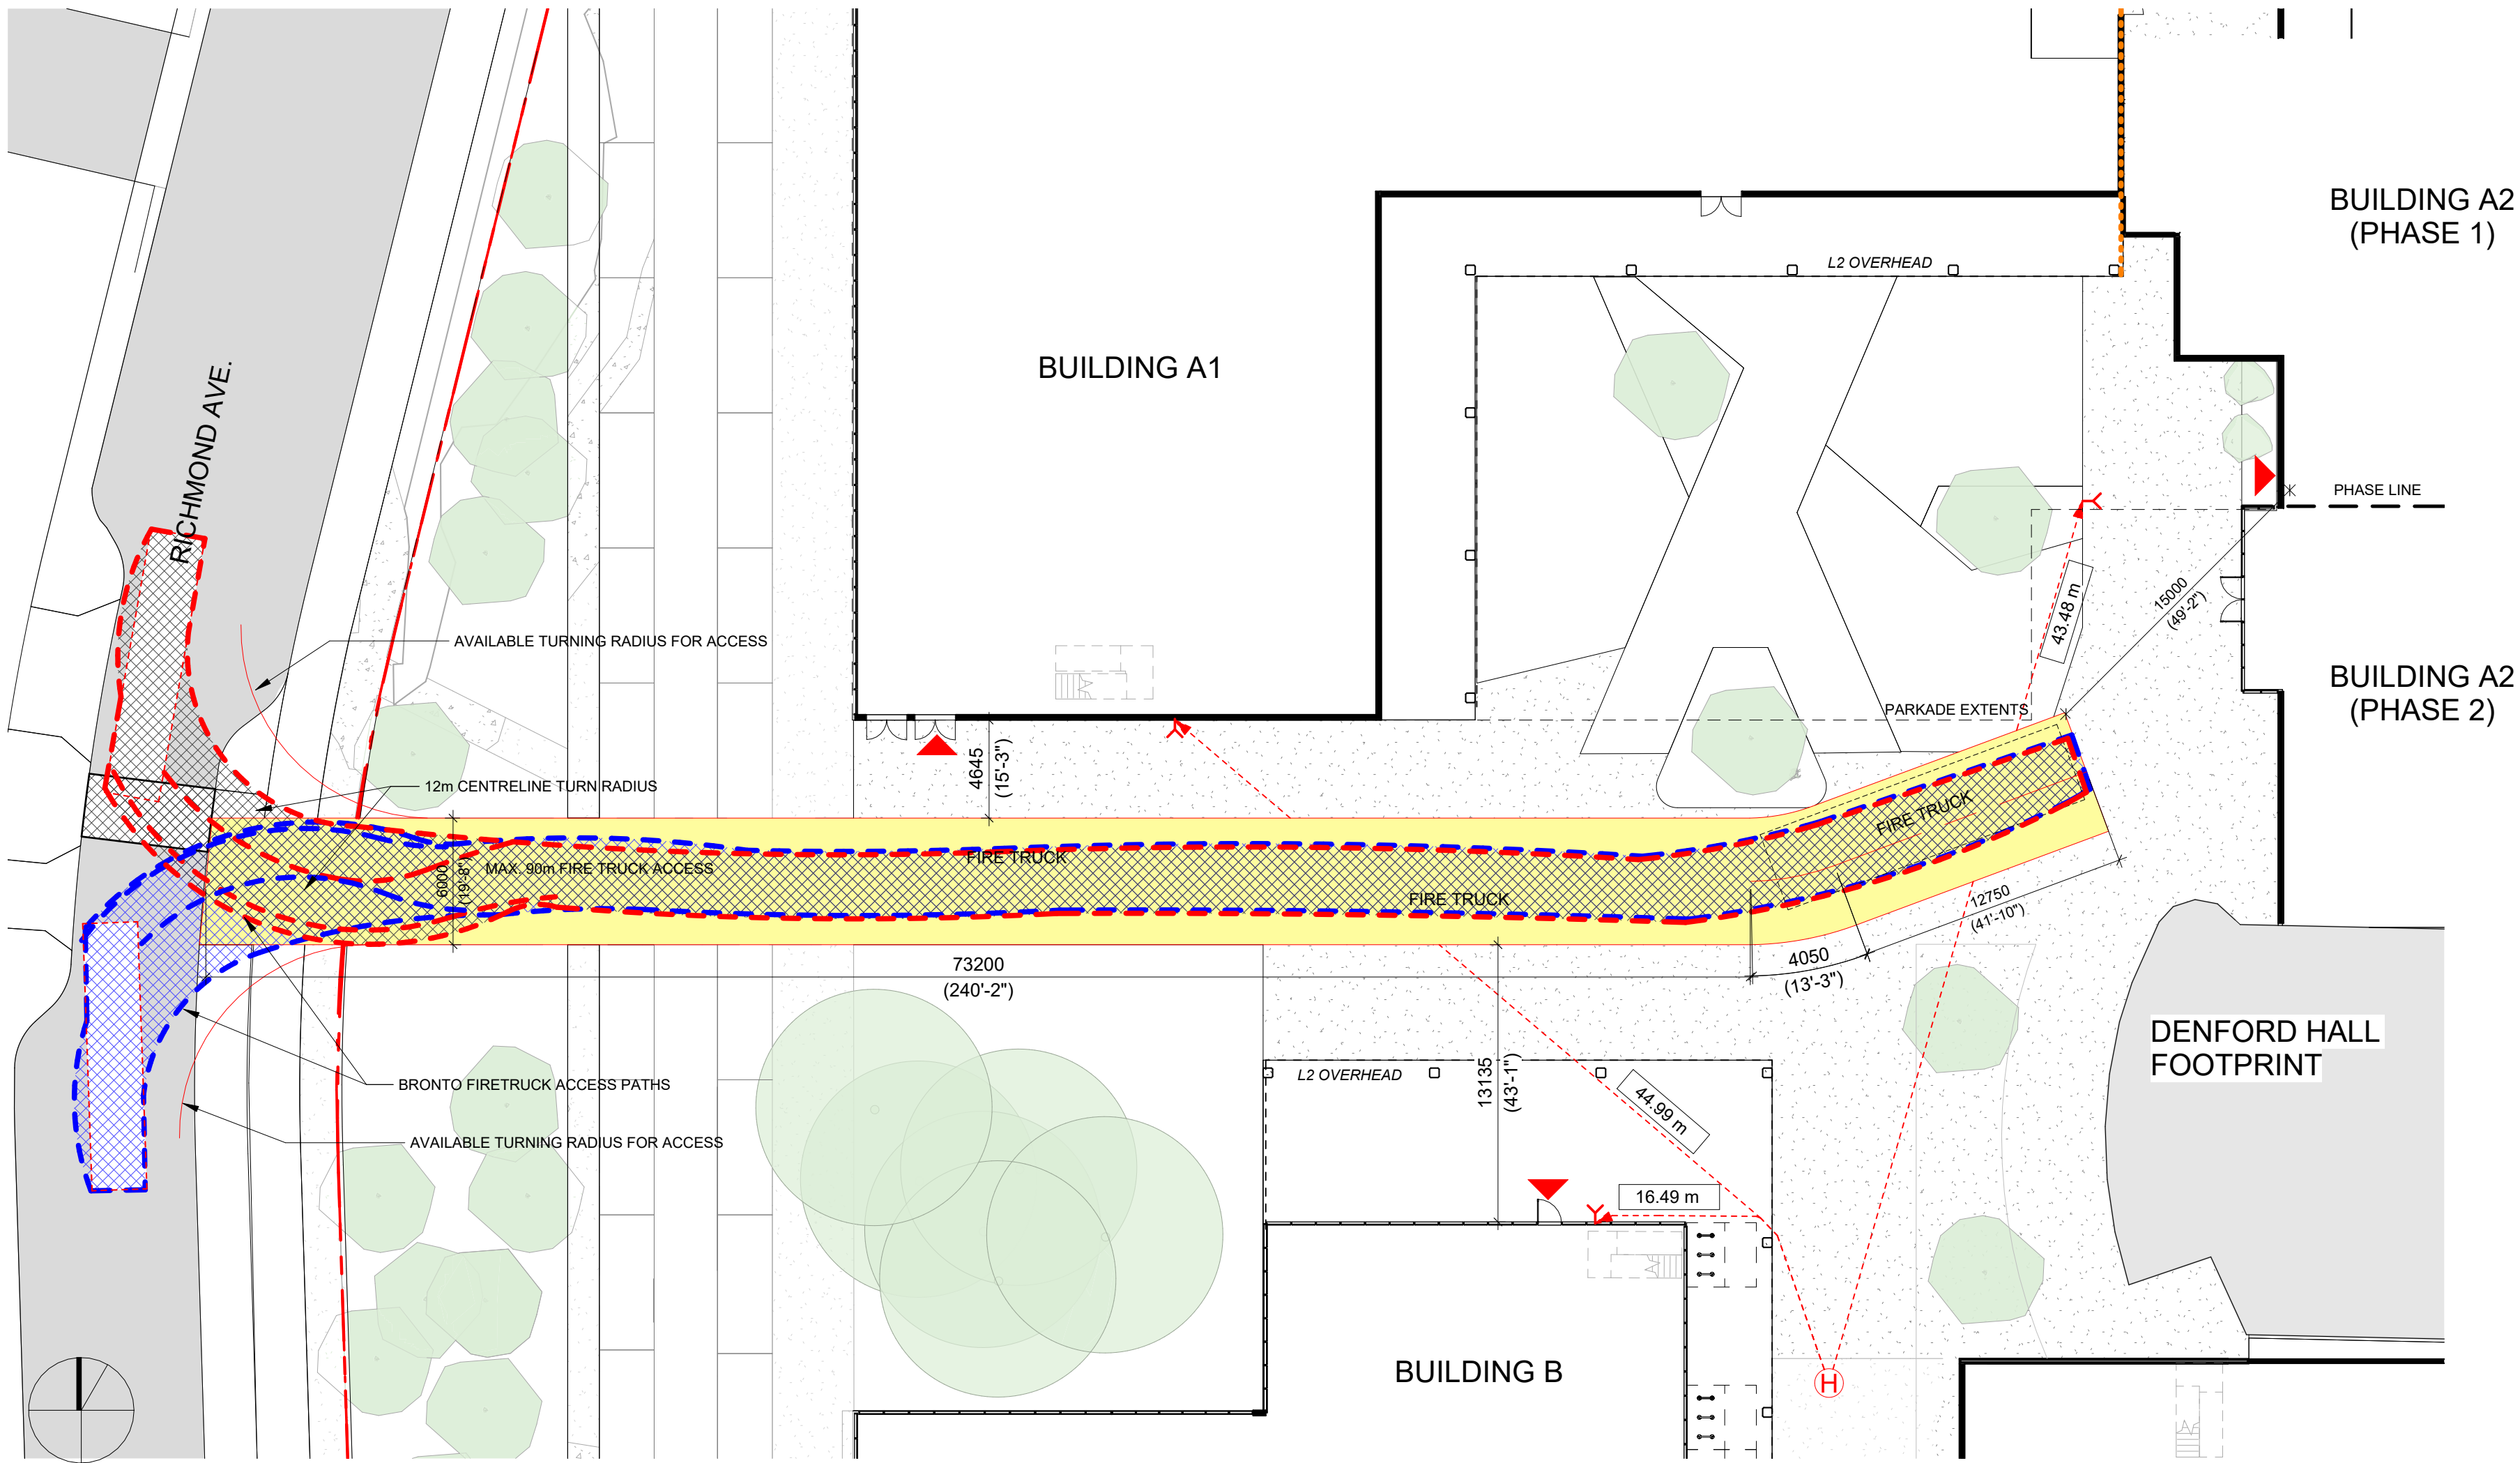 BUILDING A2
(PHASE 1)
L2 OVERHEAD
BUILDING A1
RICHMOND AVE.
PHASE LINE
15000
(49'-2")
43.48 m
AVAILABLE TURNING RADIUS FOR ACCESS
BUILDING A2
(PHASE 2)
PARKADE EXTENTS
4645
(15'-3")
12m CENTRELINE TURN RADIUS
FIRE TRUCK
FIRE TRUCK
MAX. 90m FIRE TRUCK ACCESS
6000
(19'-8")
FIRE TRUCK
12750
(41'-10")
4050
(13'-3")
73200
(240'-2")
DENFORD HALL
FOOTPRINT
L2 OVERHEAD
13135
(43'-1")
BRONTO FIRETRUCK ACCESS PATHS
44.99 m
AVAILABLE TURNING RADIUS FOR ACCESS
16.49 m
BUILDING B
H